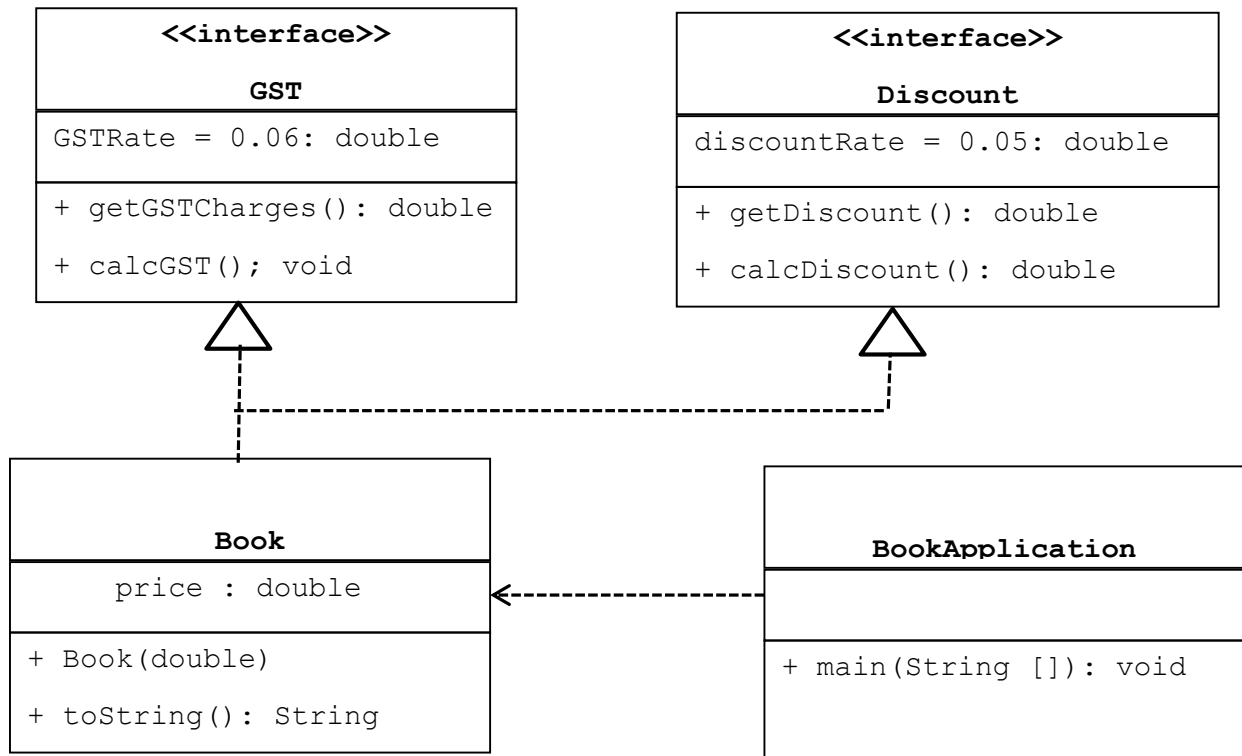 <<interface>>
GST
GSTRate = 0.06: double
+ getGSTCharges(): double
+ calcGST(); void
<<interface>>
Discount
discountRate = 0.05: double
+ getDiscount(): double
+ calcDiscount(): double
Book
price : double
+ Book(double)
+ toString(): String
BookApplication
+ main(String []): void